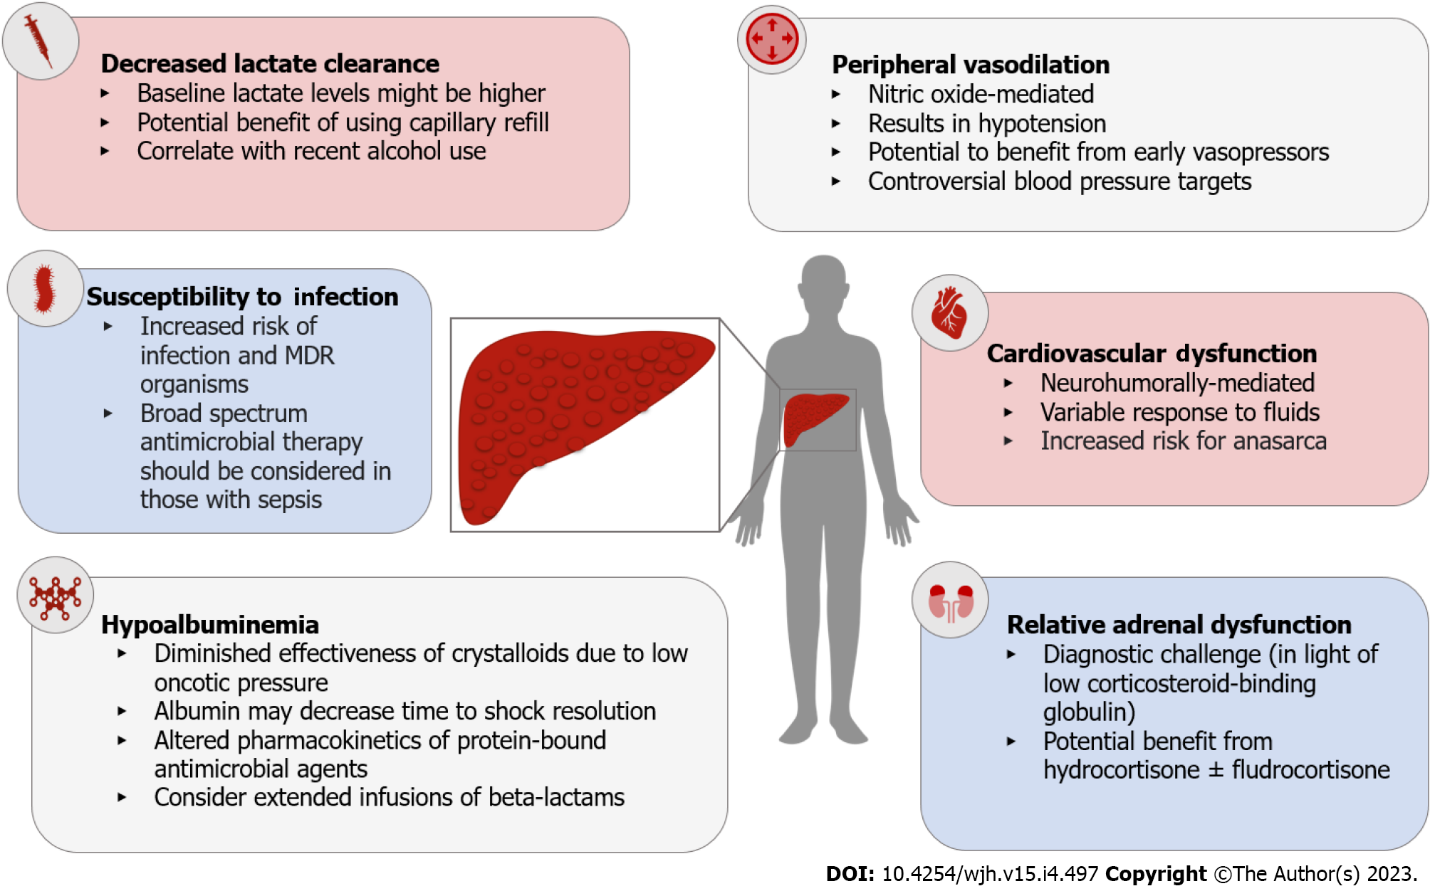 Decreased lactate clearance
‣ Baseline lactate levels might be higher
‣ Potential benefit of using capillary refill
‣ Correlate with recent alcohol use
Peripheral vasodilation
‣ Nitric oxide-mediated
‣ Results in hypotension
‣ Potential to benefit from early vasopressors
‣ Controversial blood pressure targets
Susceptibility to infection
‣ Increased risk of
infection and MDR
organisms
‣ Broad spectrum
antimicrobial therapy
should be considered in
those with sepsis
Cardiovascular dysfunction
‣ Neurohumorally-mediated
‣ Variable response to fluids
‣ Increased risk for anasarca
Hypoalbuminemia
‣ Diminished effectiveness of crystalloids due to low
oncotic pressure
‣ Albumin may decrease time to shock resolution
‣ Altered pharmacokinetics of protein-bound
antimicrobial agents
‣ Consider extended infusions of beta-lactams
Relative adrenal dysfunction
‣ Diagnostic challenge (in light of
low corticosteroid-binding
globulin)
‣ Potential benefit from
hydrocortisone ± fludrocortisone
DOI: 10.4254/wjh.v15.i4.497 Copyright ©The Author(s) 2023.